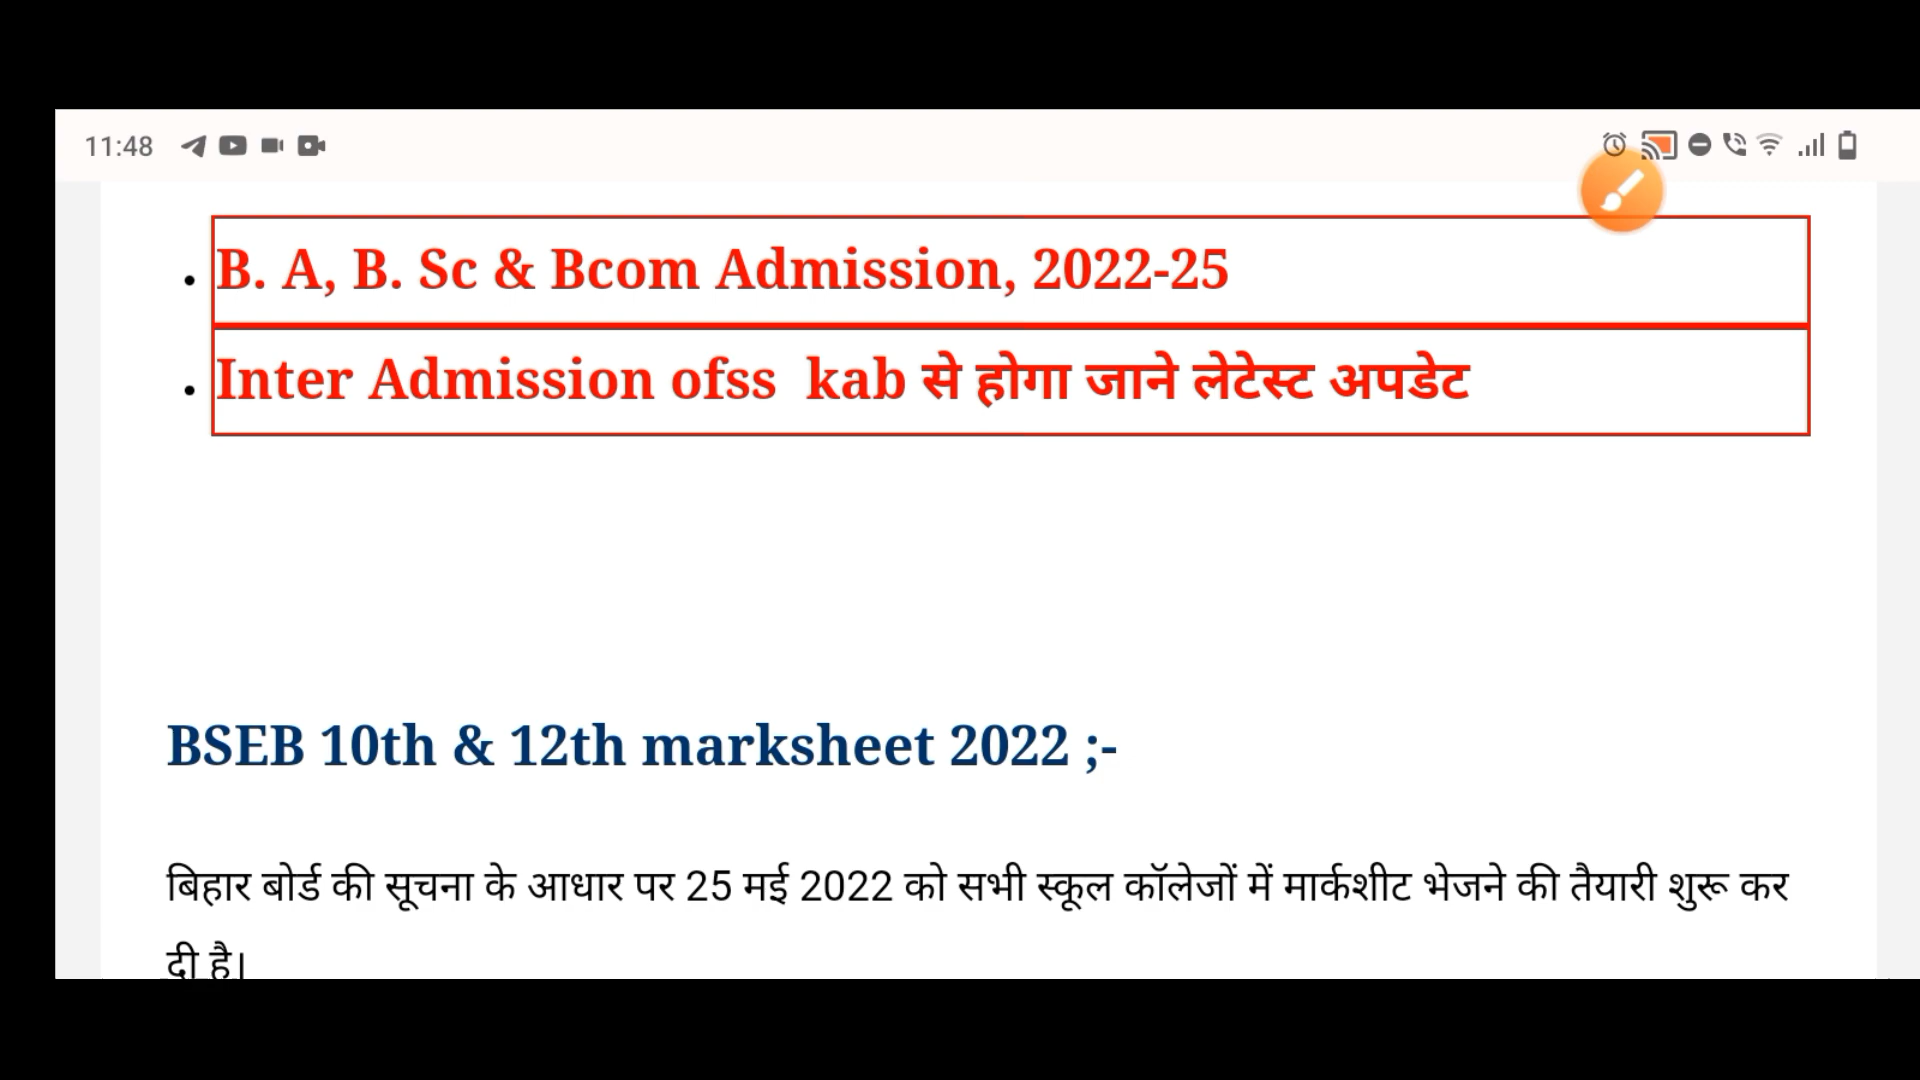 11:48
B. A, B. Sc & Bcom Admission, 2022-25
Inter Admission ofss kab से होगा जाने लेटेस्ट अपडेट
BSEB 10th & 12th marksheet 2022 ;-
बिहार बोर्ड की सूचना के आधार पर 25 मई 2022 को सभी स्कूल कॉलेजों में मार्कशीट भेजने की तैयारी शुरू कर
दी है।